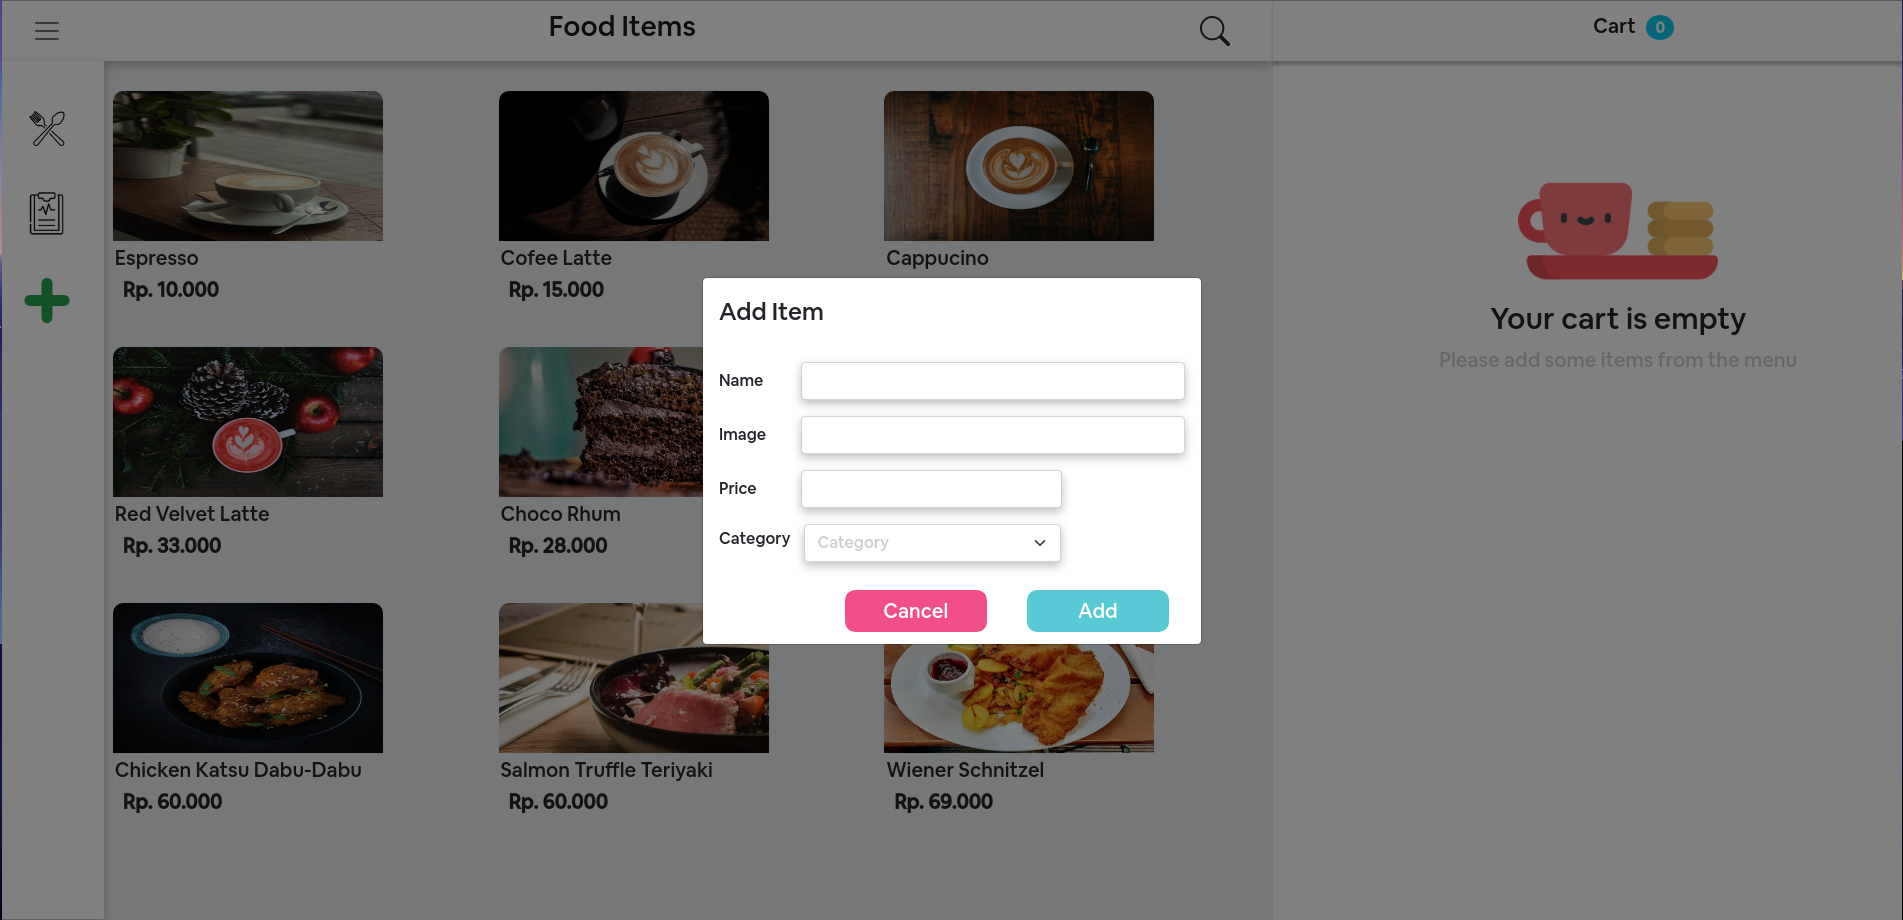 Food Items
Cart 0
Espresso
Rp. 10.000
Cofee Latte
Rp. 15.000
Cappucino
Red Velvet Latte
Rp. 33.000
Choco Rhum
Rp. 28.000
Chicken Katsu Dabu-Dabu
Rp. 60.000
Salmon Truffle Teriyaki
Rp. 60.000
Wiener Schnitzel
Rp. 69.000
Add Item
Name
Image
Price
Category Category
Cancel Add
Your cart is empty
Please add some items from the menu